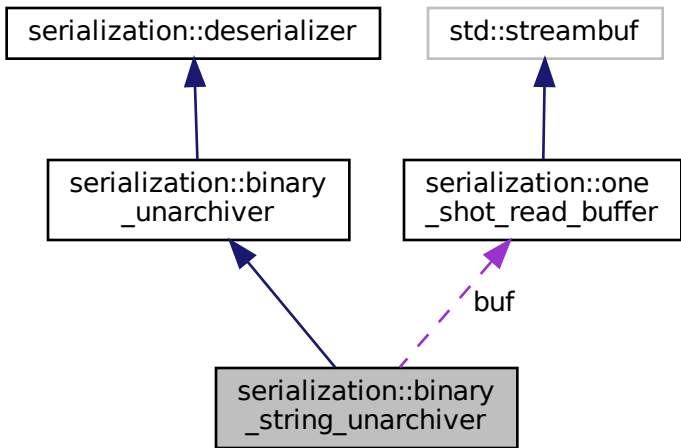 serialization::deserializer
std::streambuf
serialization::binary
_unarchiver
serialization::one
_shot_read_buffer
buf
serialization::binary
_string_unarchiver